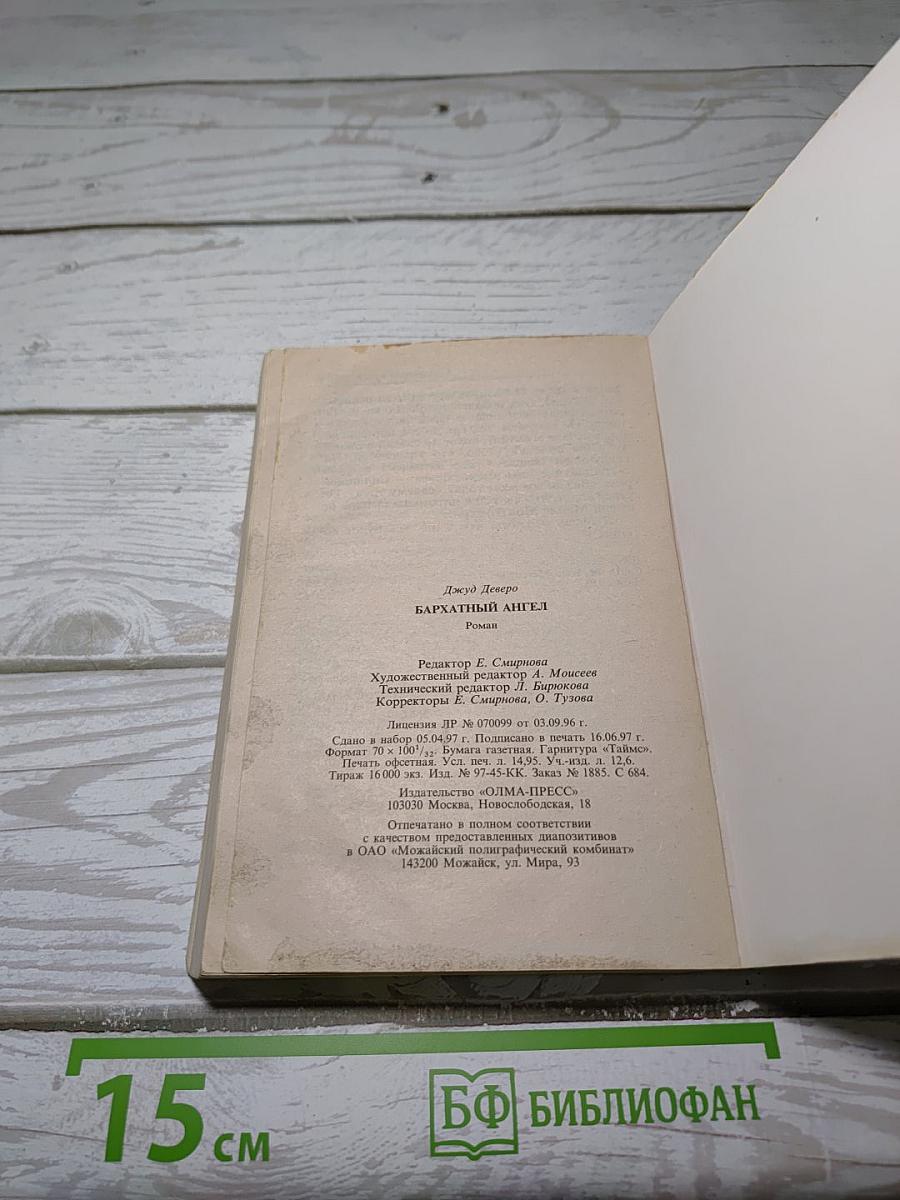 Джуд Деверо
БАРХАТНЫЙ АНГЕЛ
Роман
Редактор Е. Смирнова
Художественный редактор А. Моисеев
Технический редактор Л. Бирюкова
Корректоры Е. Смирнова, О. Тузова
Лицензия ЛР № 070099 от 03.09.96 г.
Сдано в набор 05.04.97 г. Подписано в печать 16.06.97 г.
Формат 70 × 100¹/₃₂. Бумага газетная. Гарнитура «Таймс».
Печать офсетная. Усл. печ. л. 14,95. Уч.-изд. л. 12,6.
Тираж 16 000 экз. Изд. № 97-45-КК. Заказ № 1885. С 684.
Издательство «ОЛМА-ПРЕСС»
103030 Москва, Новослободская, 18
Отпечатано в полном соответствии
с качеством предоставленных диапозитивов
в ОАО «Можайский полиграфический комбинат»
143200 Можайск, ул. Мира, 93
15 см
БФ БИБЛИОФАН